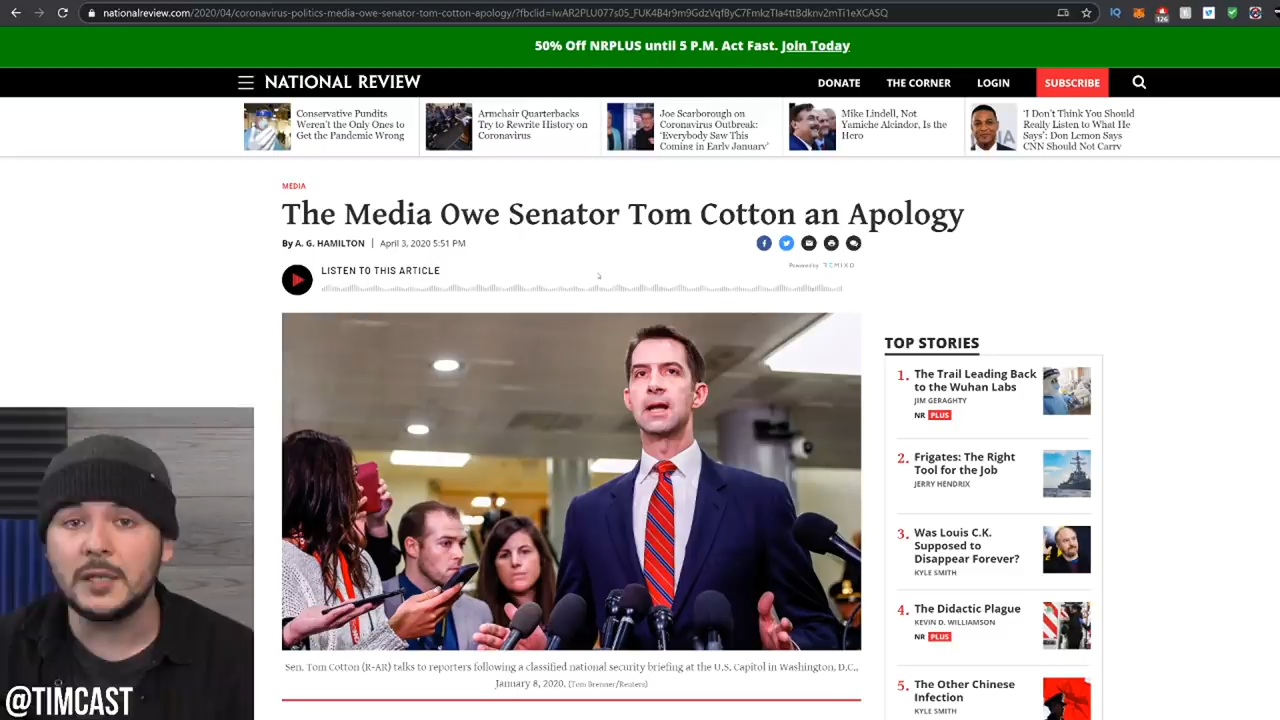 nationalreview.com/2020/04/coronavirus-politics-media-owe-senator-tom-cotton-apology/
126
50% Off NRPLUS until 5 P.M. Act Fast. Join Today
NATIONAL REVIEW
DONATE
THE CORNER
LOGIN
SUBSCRIBE
Conservative Pundits
Weren't the Only Ones to
Get the Pandemic Wrong
Armchair Quarterbacks
Try to Rewrite History on
Coronavirus
Joe Scarborough on
Coronavirus Outbreak:
'Everybody Saw This
Coming in Early January'
Mike Lindell, Not
Yamiche Alcindor, Is the
Hero
'I Don't Think You Should
Really Listen to What He
Says': Don Lemon Says
CNN Should Not Carry
MEDIA
The Media Owe Senator Tom Cotton an Apology
By A. G. HAMILTON | April 3, 2020 5:51 PM
Powered by REMIXD
LISTEN TO THIS ARTICLE
Sen. Tom Cotton (R-AR) talks to reporters following a classified national security briefing at the U.S. Capitol in Washington, D.C.,
January 8, 2020. (Tom Brenner/Reuters)
TOP STORIES
1. The Trail Leading Back
to the Wuhan Labs
JIM GERAGHTY
NR PLUS
2. Frigates: The Right
Tool for the Job
JERRY HENDRIX
3. Was Louis C.K.
Supposed to
Disappear Forever?
KYLE SMITH
4. The Didactic Plague
KEVIN D. WILLIAMSON
NR PLUS
5. The Other Chinese
Infection
KYLE SMITH
@TIMCAST